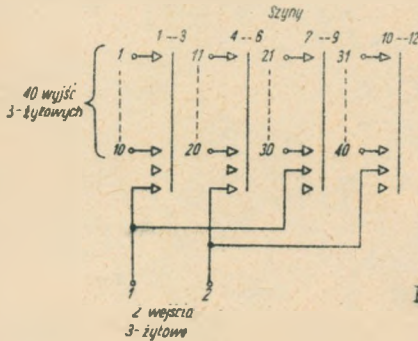 Szyny
1--3 4--6 7--9 10--12
1 11 21 31
40 wyjść
3-żyłowych
10 20 30 40
1 2
2 wejścia
3-żyłowe